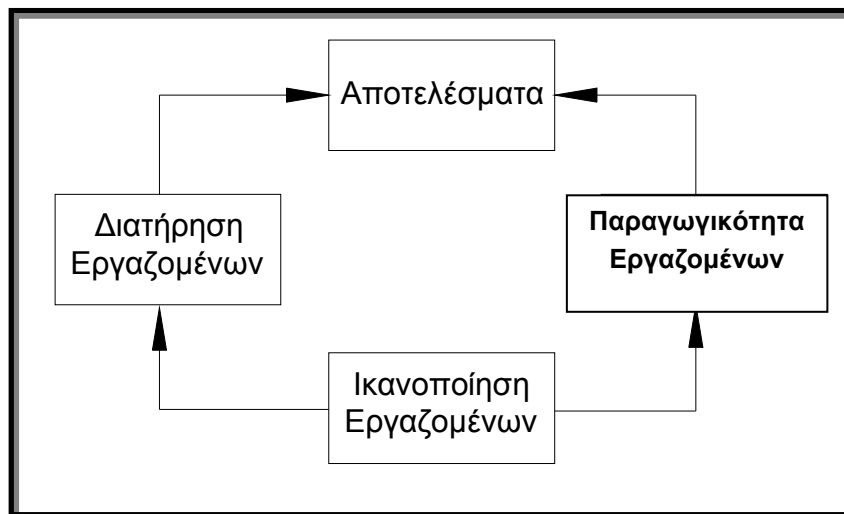 Αποτελέσματα
Διατήρηση
Εργαζομένων
Παραγωγικότητα
Εργαζομένων
Ικανοποίηση
Εργαζομένων